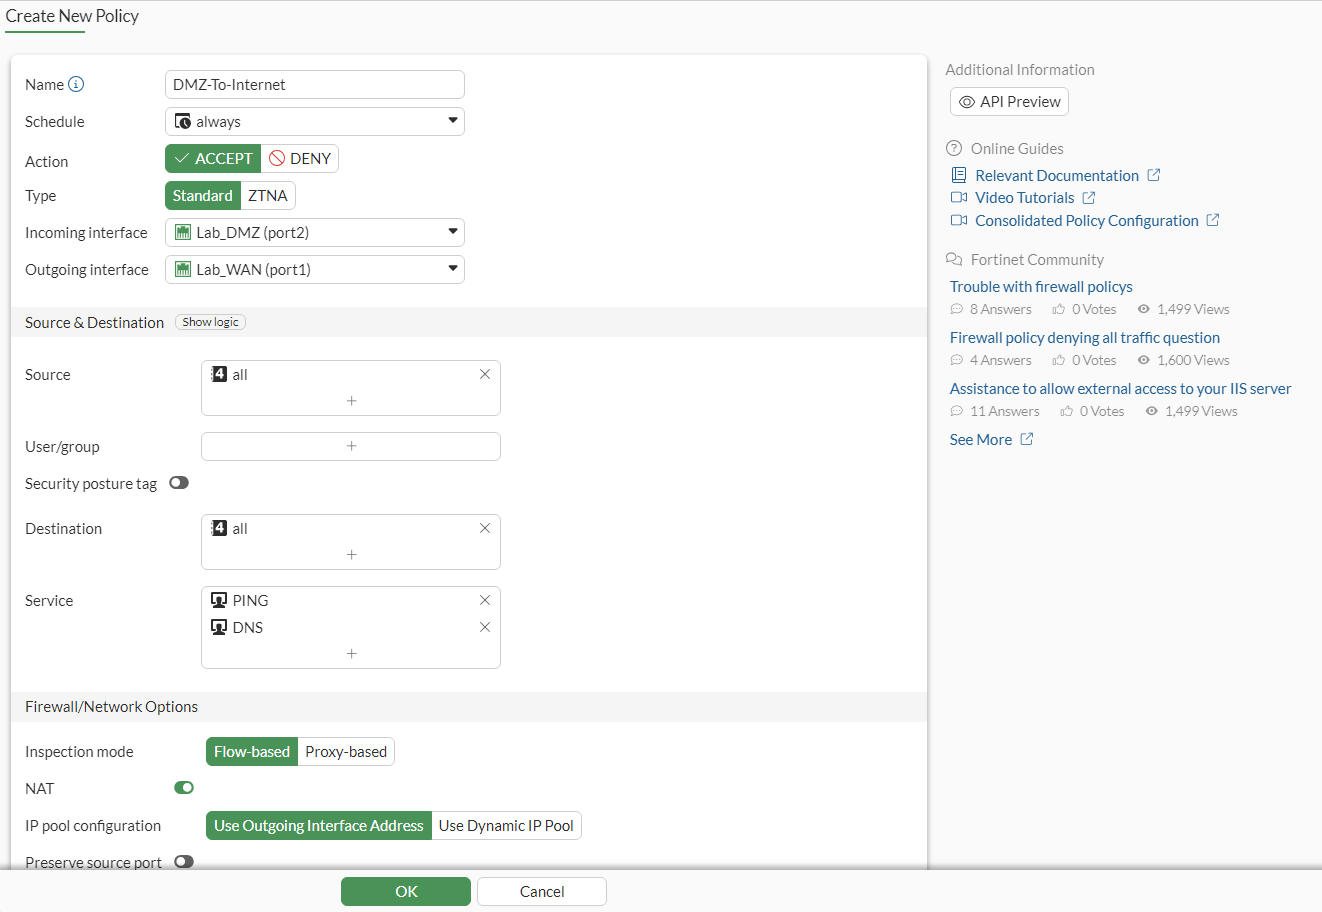 Create New Policy
Name
DMZ-To-Internet
Schedule
always
Action
ACCEPT DENY
Type
Standard ZTNA
Incoming interface
Lab_DMZ (port2)
Outgoing interface
Lab_WAN (port1)
Source & Destination Show logic
Source
4 all
User/group
Security posture tag
Destination
4 all
Service
PING
DNS
Firewall/Network Options
Inspection mode
Flow-based Proxy-based
NAT
IP pool configuration
Use Outgoing Interface Address Use Dynamic IP Pool
Preserve source port
OK Cancel
Additional Information
API Preview
Online Guides
Relevant Documentation
Video Tutorials
Consolidated Policy Configuration
Fortinet Community
Trouble with firewall policys
8 Answers 0 Votes 1,499 Views
Firewall policy denying all traffic question
4 Answers 0 Votes 1,600 Views
Assistance to allow external access to your IIS server
11 Answers 0 Votes 1,499 Views
See More